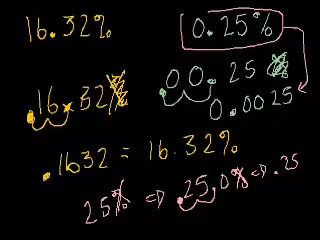 16.32%
0.25%
.16.32%
.00.25%
0.0025
.1632 = 16.32%
25% => .25.0% => .25